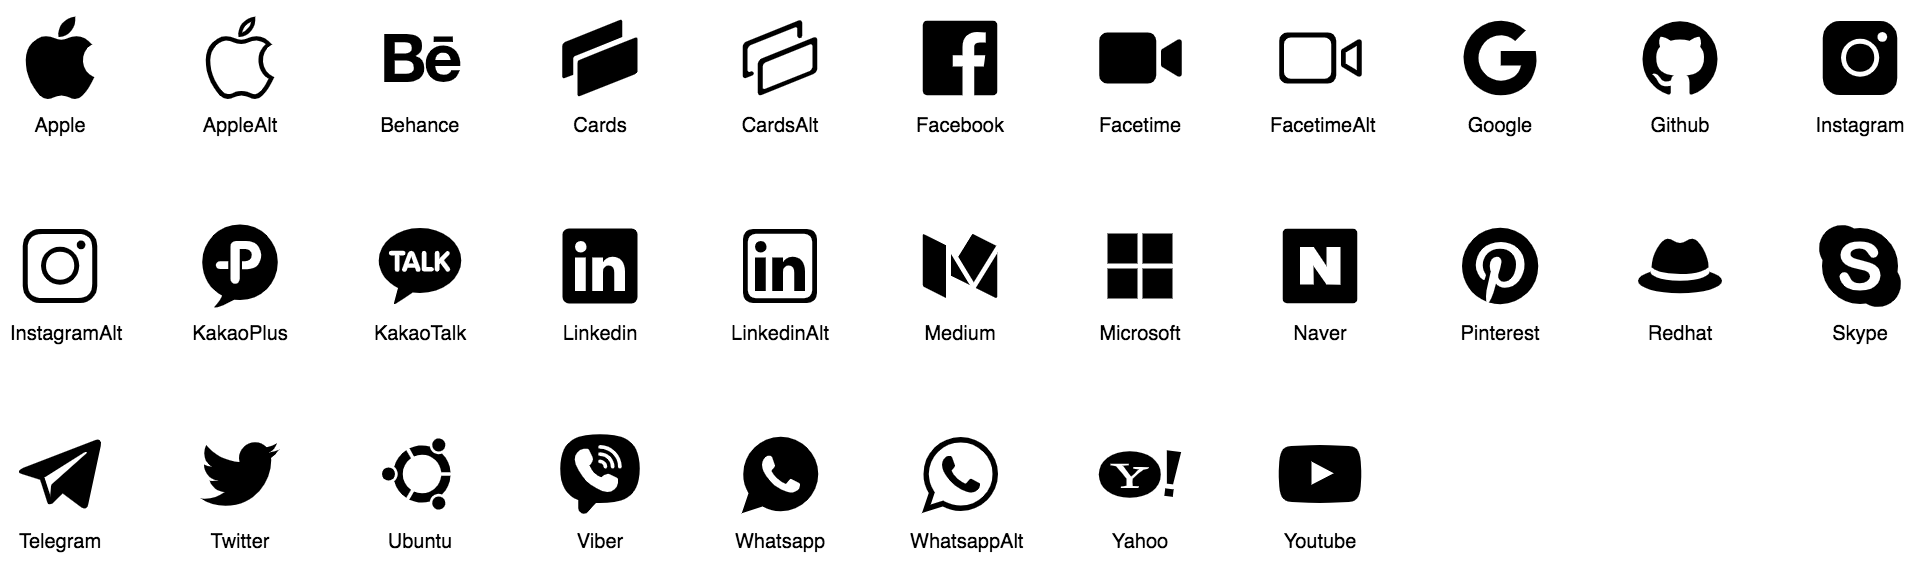 Bē
f
G
Apple AppleAlt Behance Cards CardsAlt Facebook Facetime FacetimeAlt Google Github Instagram
P
TALK
in
in
N
S
InstagramAlt KakaoPlus KakaoTalk Linkedin LinkedinAlt Medium Microsoft Naver Pinterest Redhat Skype
Y!
Telegram Twitter Ubuntu Viber Whatsapp WhatsappAlt Yahoo Youtube